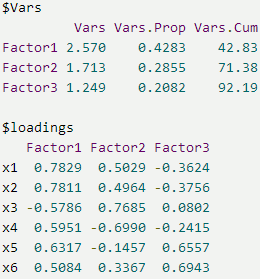 $Vars
Vars Vars.Prop Vars.Cum
Factor1 2.570 0.4283 42.83
Factor2 1.713 0.2855 71.38
Factor3 1.249 0.2082 92.19
$loadings
Factor1 Factor2 Factor3
x1 0.7829 0.5029 -0.3624
x2 0.7811 0.4964 -0.3756
x3 -0.5786 0.7685 0.0802
x4 0.5951 -0.6990 -0.2415
x5 0.6317 -0.1457 0.6557
x6 0.5084 0.3367 0.6943